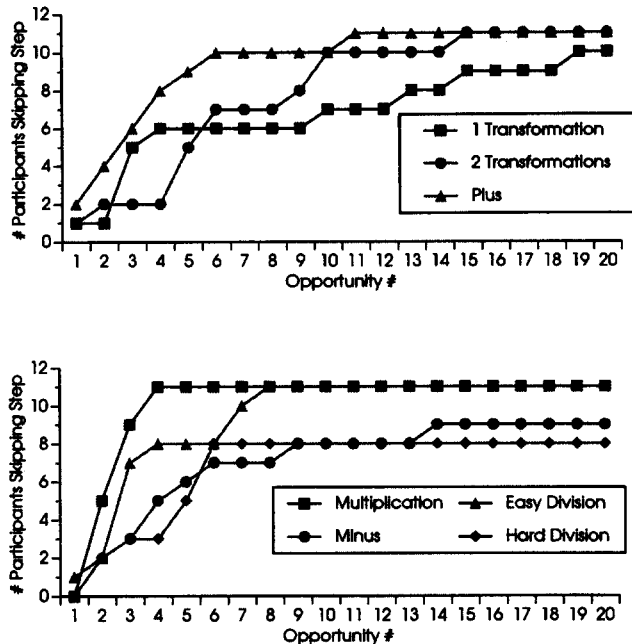 12
10
8
6
4
2
0
# Participants Skipping Step
1 Transformation
2 Transformations
Plus
1 2 3 4 5 6 7 8 9 10 11 12 13 14 15 16 17 18 19 20
Opportunity #
12
10
8
6
4
2
0
# Participants Skipping Step
Multiplication Easy Division
Minus Hard Division
1 2 3 4 5 6 7 8 9 10 11 12 13 14 15 16 17 18 19 20
Opportunity #